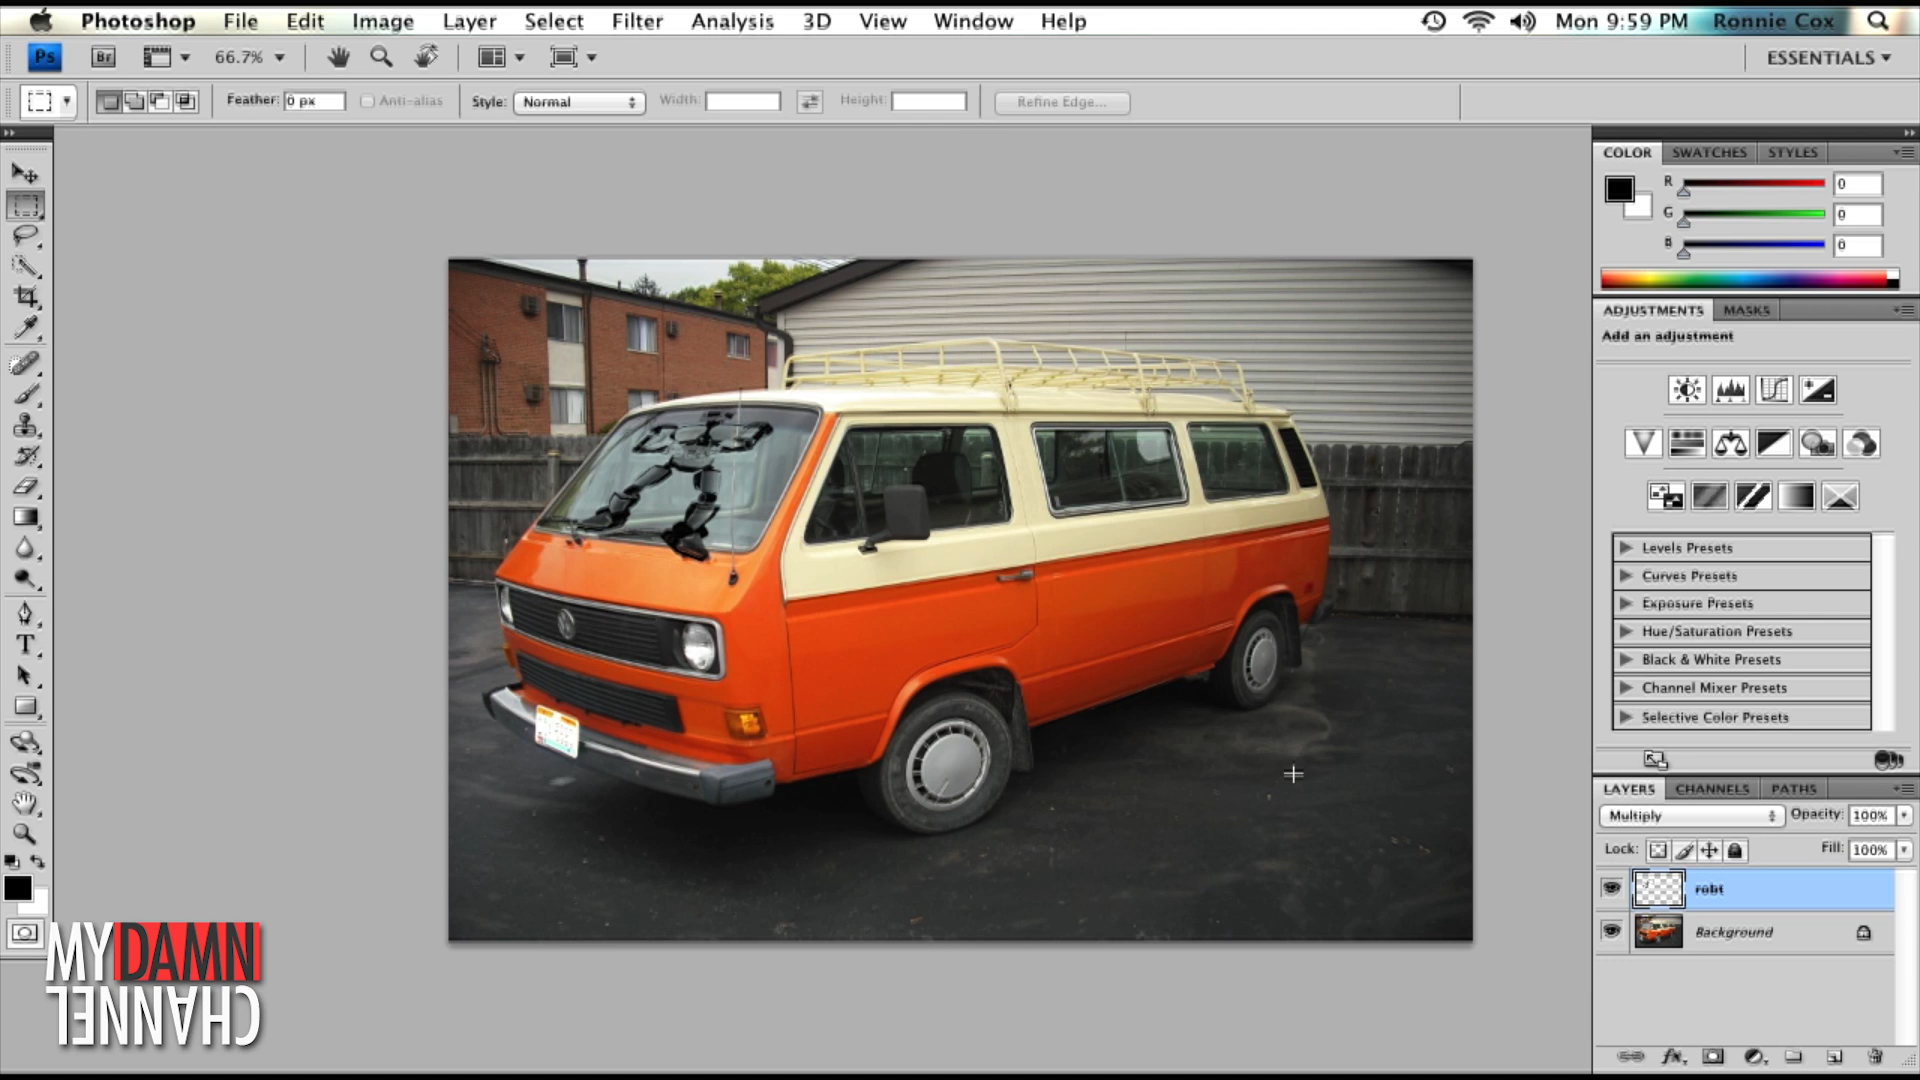 Photoshop File Edit Image Layer Select Filter Analysis 3D View Window Help Mon 9:59 PM Ronnie Cox
Ps Br 66.7% ESSENTIALS
Feather: 0 px Anti-alias Style: Normal Width: Height: Refine Edge...
COLOR SWATCHES STYLES
R 0
G 0
B 0
ADJUSTMENTS MASKS
Add an adjustment
Levels Presets
Curves Presets
Exposure Presets
Hue/Saturation Presets
Black & White Presets
Channel Mixer Presets
Selective Color Presets
LAYERS CHANNELS PATHS
Multiply Opacity: 100%
Lock: Fill: 100%
robt
Background
T
fx
MY DAMN
CHANNEL